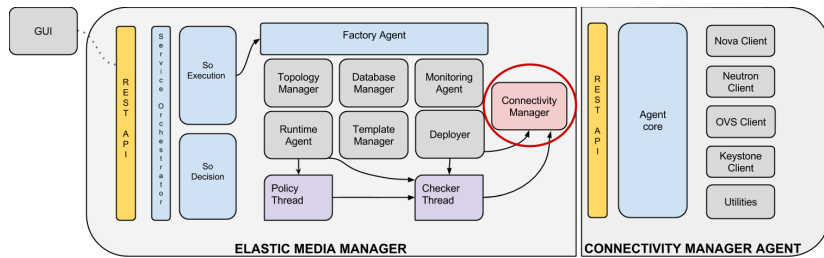 GUI
REST API
Service Orchestrator
So
Execution
So
Decision
Factory Agent
Topology
Manager
Database
Manager
Monitoring
Agent
Connectivity
Manager
Runtime
Agent
Template
Manager
Deployer
Policy
Thread
Checker
Thread
ELASTIC MEDIA MANAGER
REST API
Agent
core
Nova Client
Neutron
Client
OVS Client
Keystone
Client
Utilities
CONNECTIVITY MANAGER AGENT